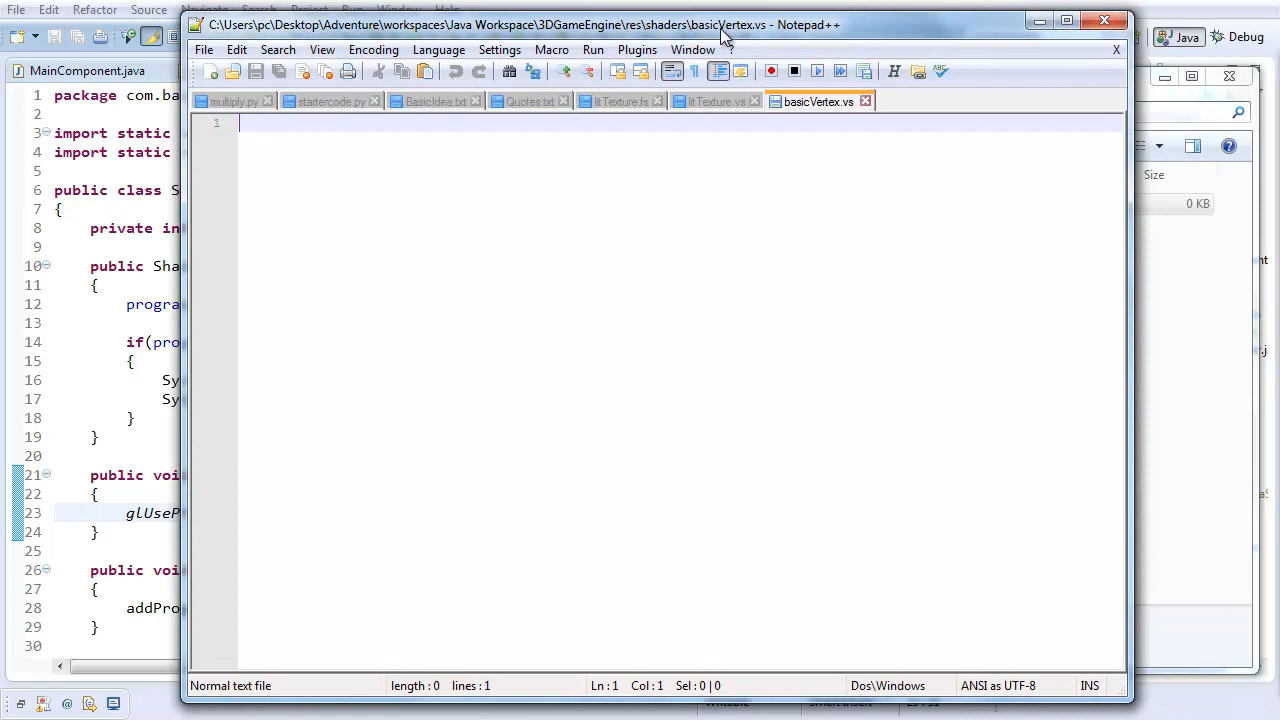 File Edit Refactor Source Navigate Search Project Run Window Help
C:\Users\pc\Desktop\Adventure\workspaces\Java Workspace\3DGameEngine\res\shaders\basicVertex.vs - Notepad++
File Edit Search View Encoding Language Settings Macro Run Plugins Window ? X
Java Debug
MainComponent.java
multiply.py startercode.py BasicIdea.txt Quotes.txt litTexture.fs litTexture.vs basicVertex.vs
1
Size
0 KB
1 package com.ba
2
3 import static
4 import static
5
6 public class S
7 {
8 private in
9
10 public Sha
11 {
12 progra
13
14 if(pro
15 {
16 Sy
17 Sy
18 }
19 }
20
21 public voi
22 {
23 glUseP
24 }
25
26 public voi
27 {
28 addPro
29 }
30
Normal text file length : 0 lines : 1 Ln : 1 Col : 1 Sel : 0 | 0 Dos\Windows ANSI as UTF-8 INS